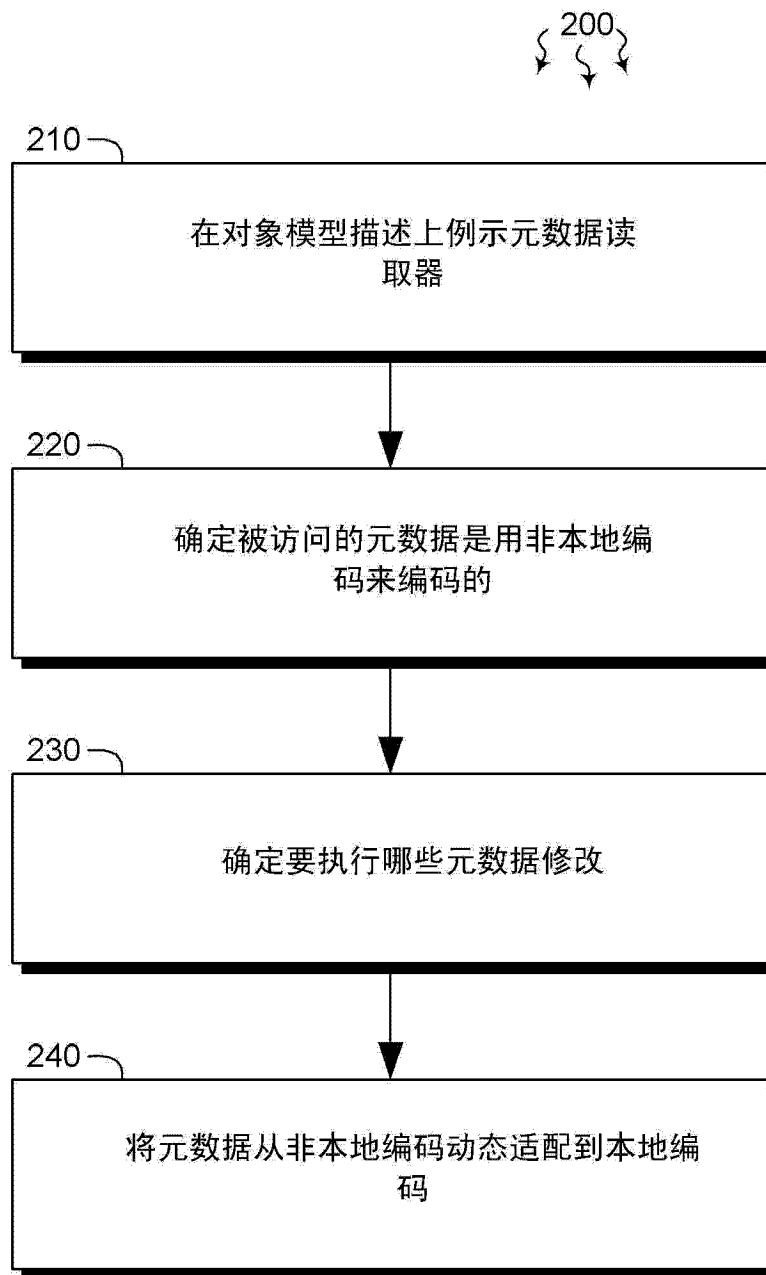 200
210
在对象模型描述上例示元数据读
取器
220
确定被访问的元数据是用非本地编
码来编码的
230
确定要执行哪些元数据修改
240
将元数据从非本地编码动态适配到本地编
码